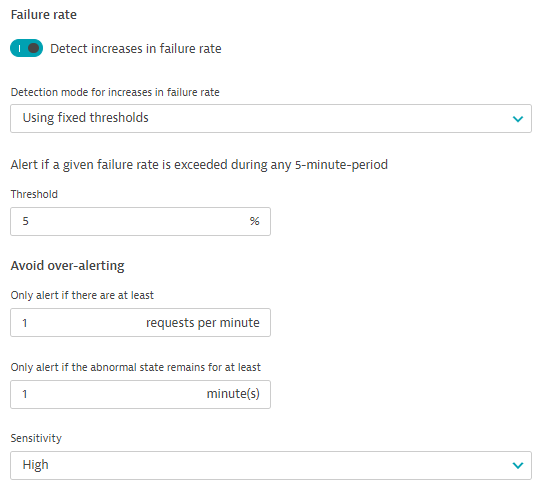 Failure rate
Detect increases in failure rate
Detection mode for increases in failure rate
Using fixed thresholds
Alert if a given failure rate is exceeded during any 5-minute-period
Threshold
5 %
Avoid over-alerting
Only alert if there are at least
1 requests per minute
Only alert if the abnormal state remains for at least
1 minute(s)
Sensitivity
High